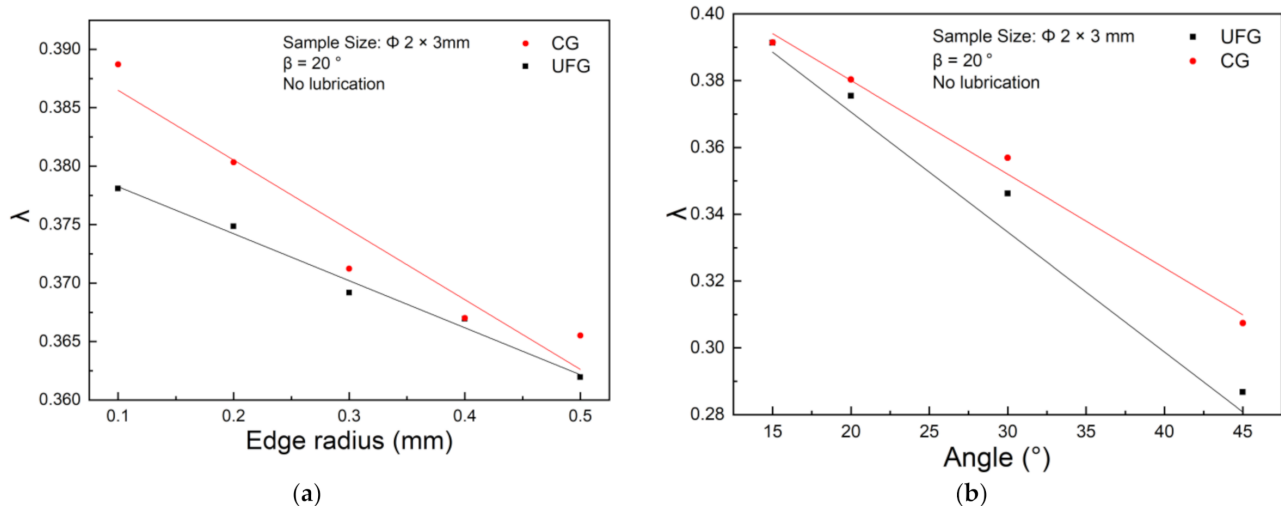 0.390
0.385
0.380
0.375
0.370
0.365
0.360
λ
Sample Size: Φ 2 × 3mm
β = 20 °
No lubrication
CG
UFG
0.1
0.2
0.3
0.4
0.5
Edge radius (mm)
(a)
0.40
0.38
0.36
0.34
0.32
0.30
0.28
λ
Sample Size: Φ 2 × 3 mm
β = 20 °
No lubrication
UFG
CG
15
20
25
30
35
40
45
Angle (°)
(b)